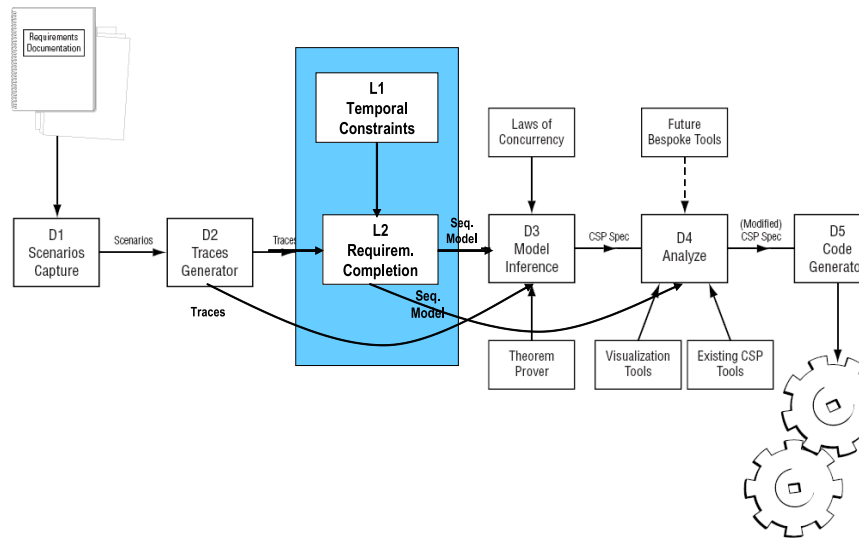 Requirements
Documentation
L1
Temporal
Constraints
Laws of
Concurrency
Future
Bespoke Tools
D1
Scenarios
Capture
Scenarios
D2
Traces
Generator
Traces
L2
Requirem.
Completion
Seq.
Model
D3
Model
Inference
CSP Spec
D4
Analyze
(Modified)
CSP Spec
D5
Code
Generator
Traces
Seq.
Model
Theorem
Prover
Visualization
Tools
Existing CSP
Tools